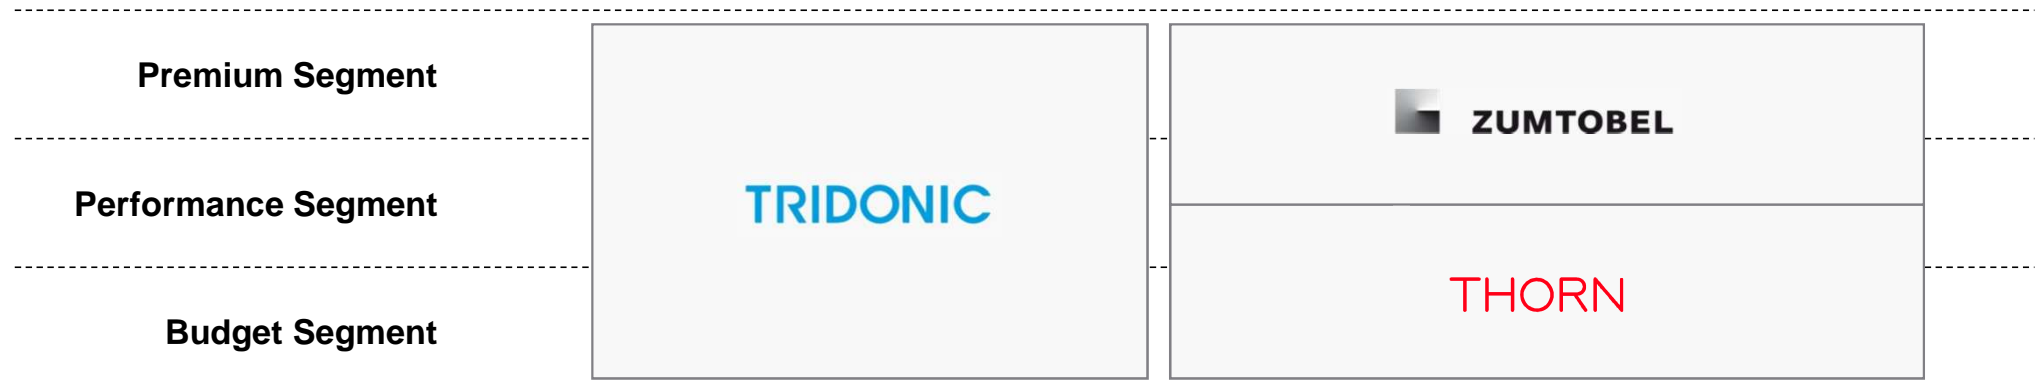 Premium Segment
ZUMTOBEL
Performance Segment
TRIDONIC
THORN
Budget Segment